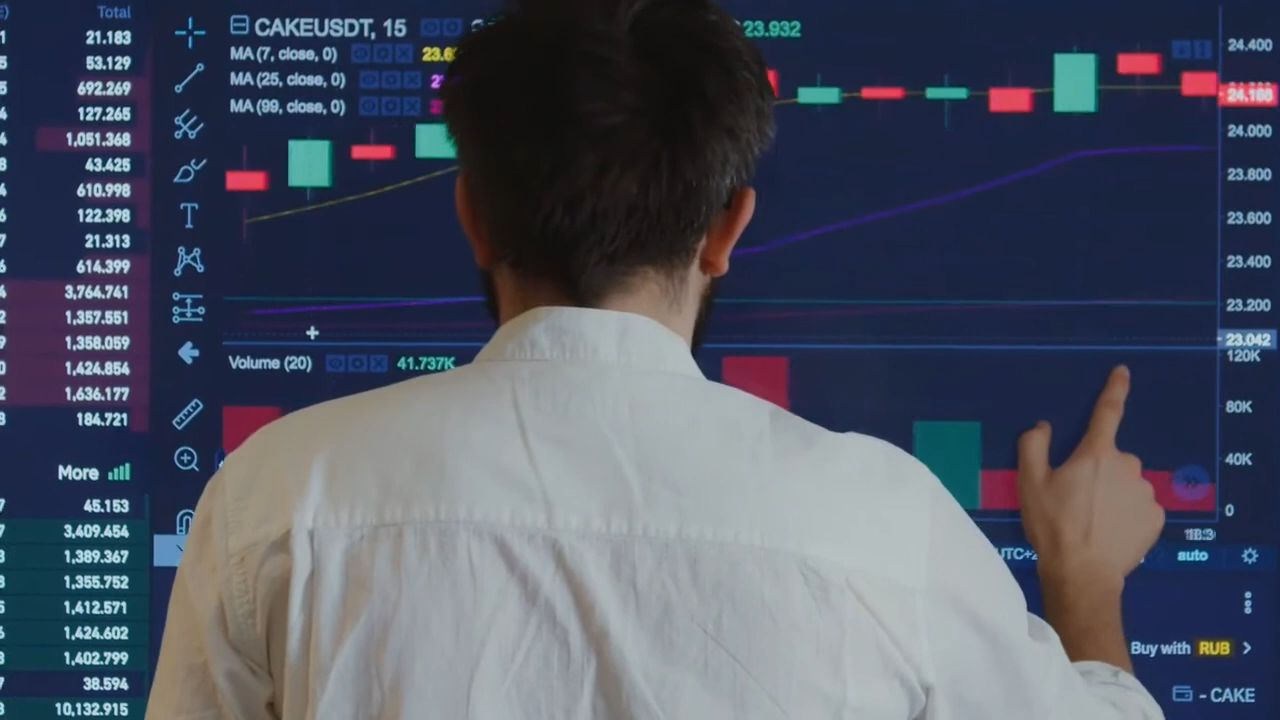 Total
21.183
53.129
692.269
127.265
1,051.368
43.425
610.998
122.398
21.313
614.399
3,764.741
1,357.551
1,358.059
1,424.854
1,636.177
184.721
More
45.153
3,409.454
1,389.367
1,355.752
1,412.571
1,424.602
1,402.799
38.594
10,132.915
CAKEUSDT, 15
23.932
MA (7, close, 0)
MA (25, close, 0)
MA (99, close, 0)
Volume (20) 41.737K
24.400
24.000
23.800
23.600
23.400
23.200
23.042
120K
80K
40K
0
auto
Buy with RUB
- CAKE